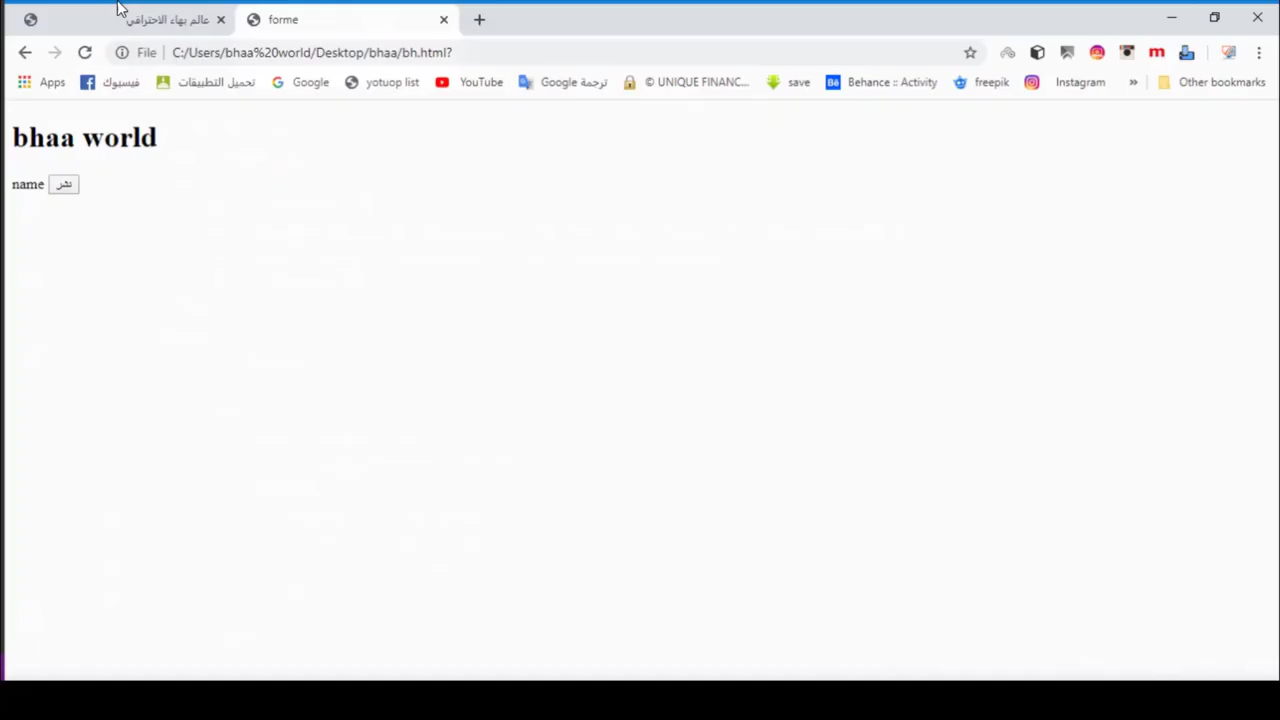 عالم بهاء الاحترافي
forme
File
C:/Users/bhaa%20world/Desktop/bhaa/bh.html?
Apps فيسبوك تحميل التطبيقات Google yotuop list YouTube ترجمة Google © UNIQUE FINANC... save Behance :: Activity freepik Instagram » Other bookmarks
bhaa world
name نشر